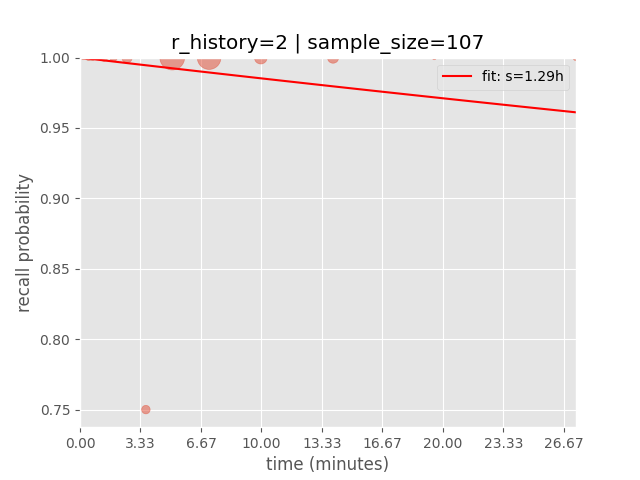 r_history=2 | sample_size=107
fit: s=1.29h
1.00
0.95
0.90
0.85
0.80
0.75
recall probability
0.00 3.33 6.67 10.00 13.33 16.67 20.00 23.33 26.67
time (minutes)